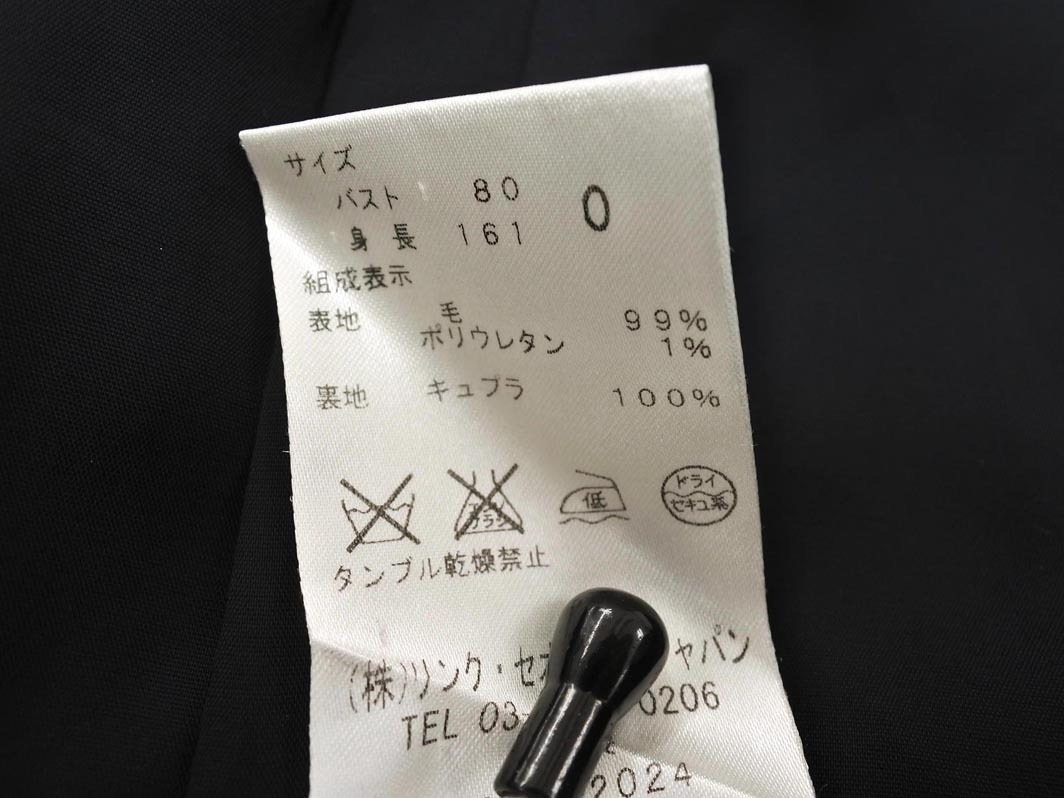 サイズ
バスト 80 0
身長 161
組成表示
表地 毛 99%
ポリウレタン 1%
裏地 キュプラ 100%
低 ドライ
セキユ系
タンブル乾燥禁止
(株)リンク・セオ ャパン
TEL 03- 0206
2024